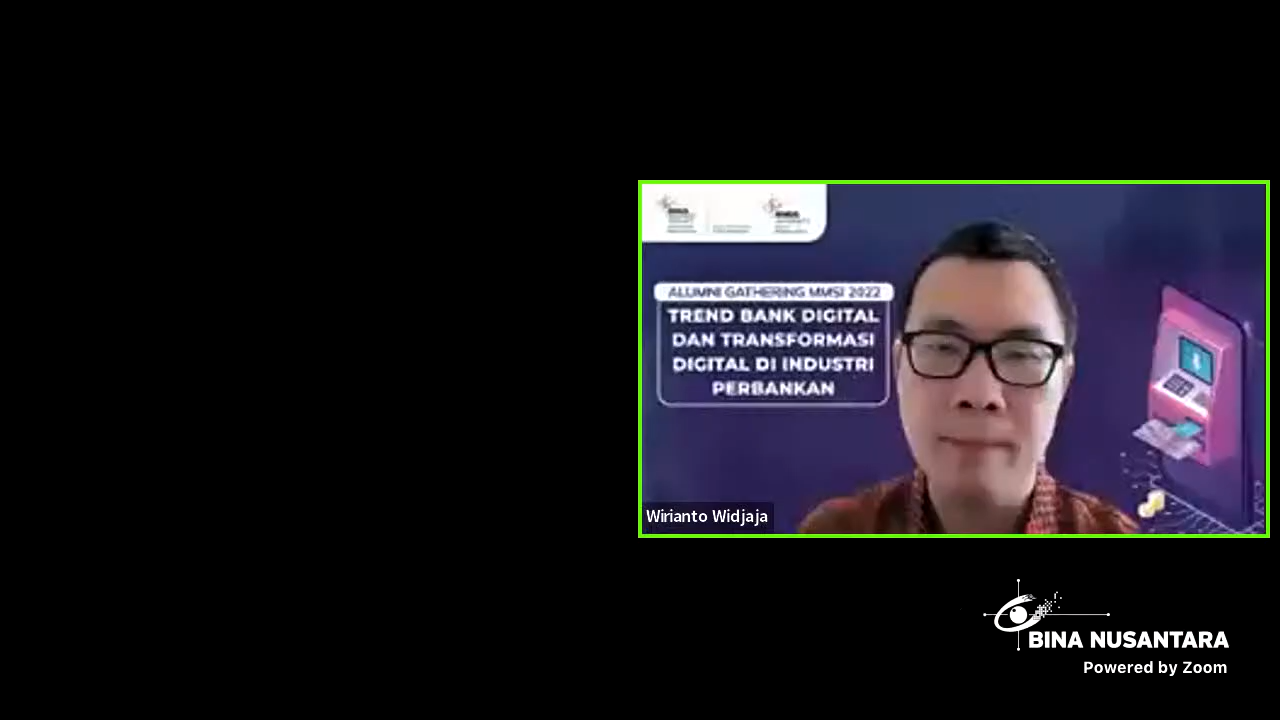 ALUMNI GATHERING MMSI 2022
TREND BANK DIGITAL
DAN TRANSFORMASI
DIGITAL DI INDUSTRI
PERBANKAN
Wirianto Widjaja
BINA NUSANTARA
Powered by Zoom